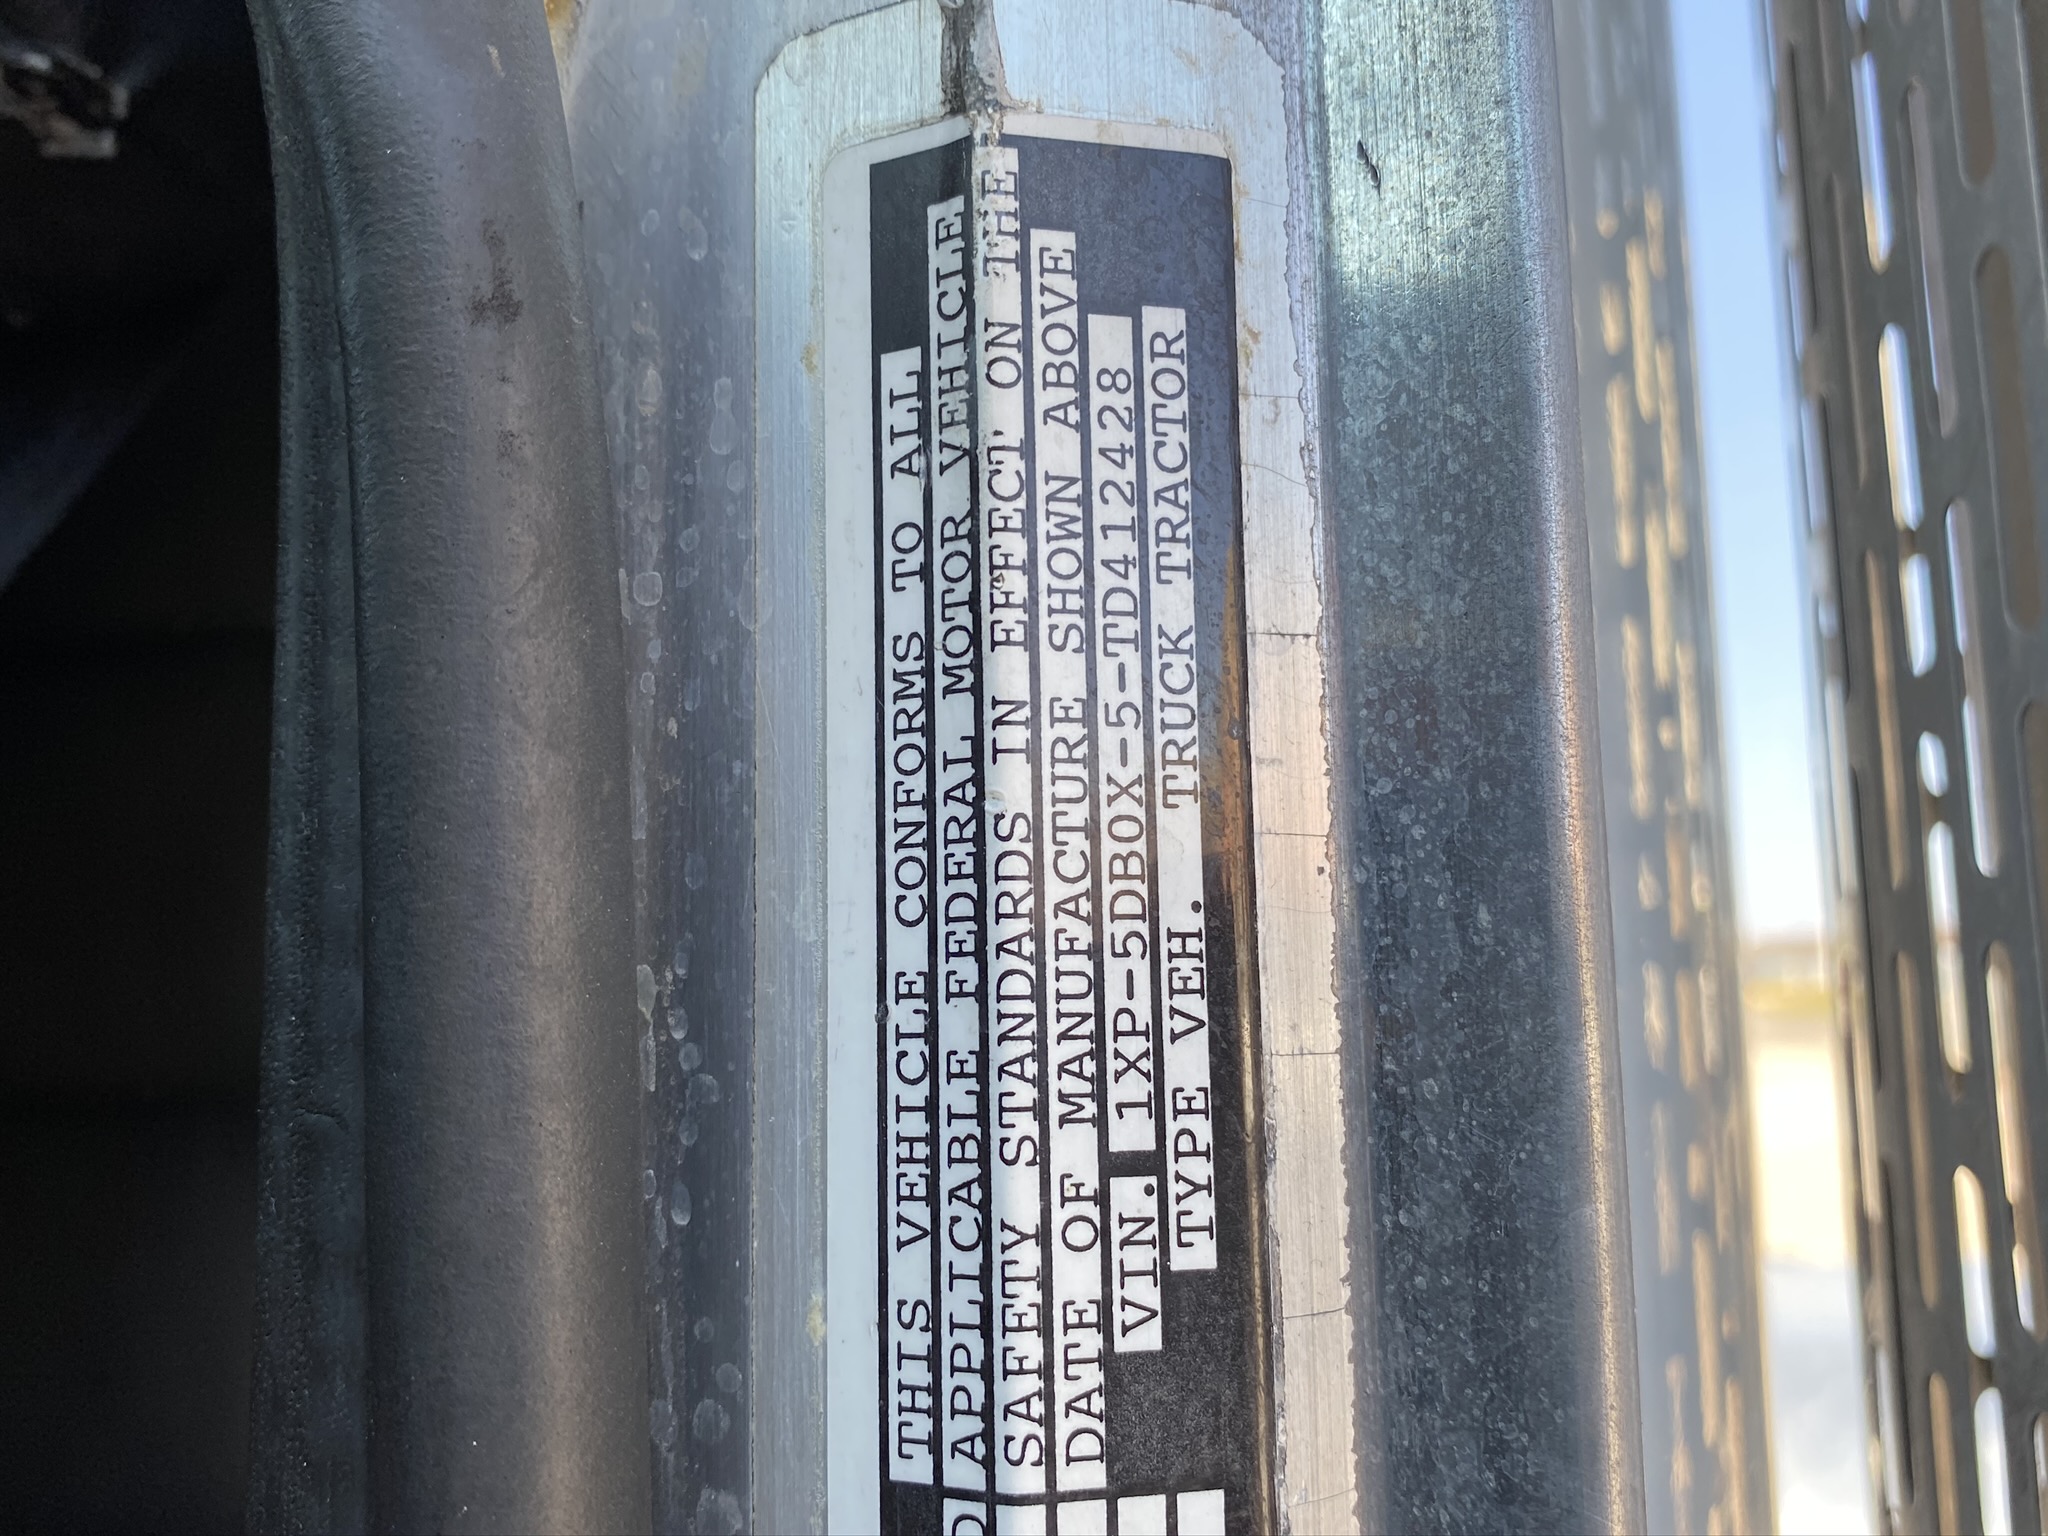 THIS VEHICLE CONFORMS TO ALL
APPLICABLE FEDERAL MOTOR VEHICLE
SAFETY STANDARDS IN EFFECT ON THE
DATE OF MANUFACTURE SHOWN ABOVE
VIN. 1XP-5DB0X-5-TD412428
TYPE VEH. TRUCK TRACTOR